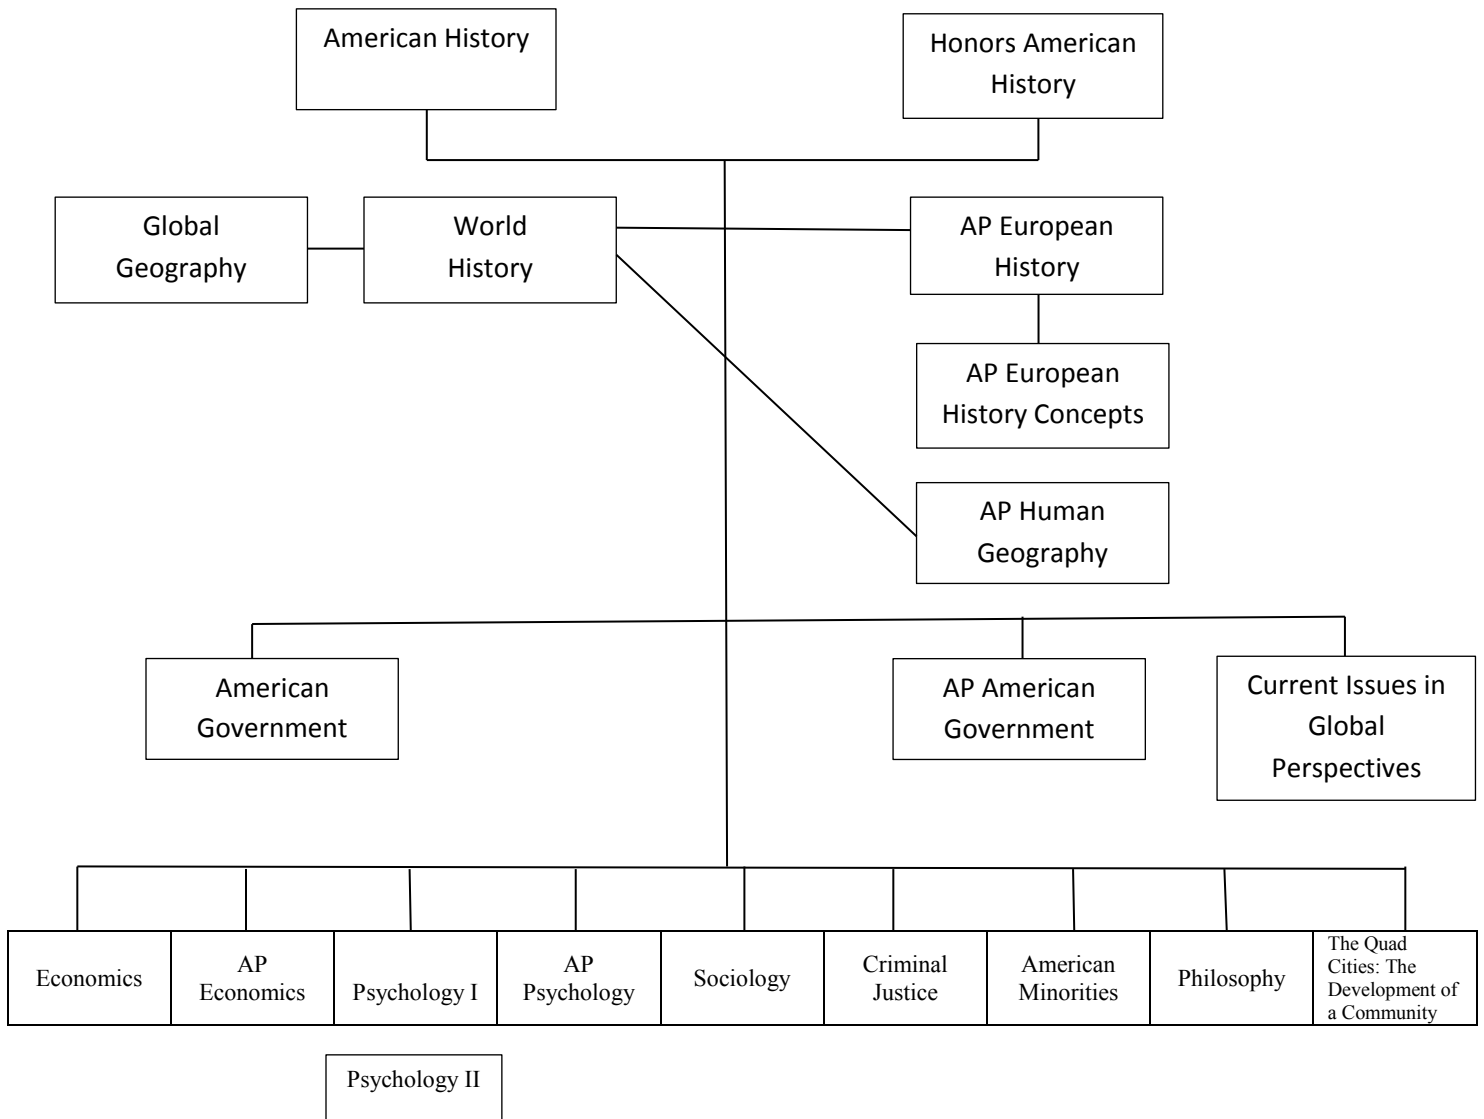 American History
Honors American
History
Global
Geography
World
History
AP European
History
AP European
History Concepts
AP Human
Geography
American
Government
AP American
Government
Current Issues in
Global
Perspectives
Economics
AP
Economics
Psychology I
AP
Psychology
Sociology
Criminal
Justice
American
Minorities
Philosophy
The Quad
Cities: The
Development of
a Community
Psychology II